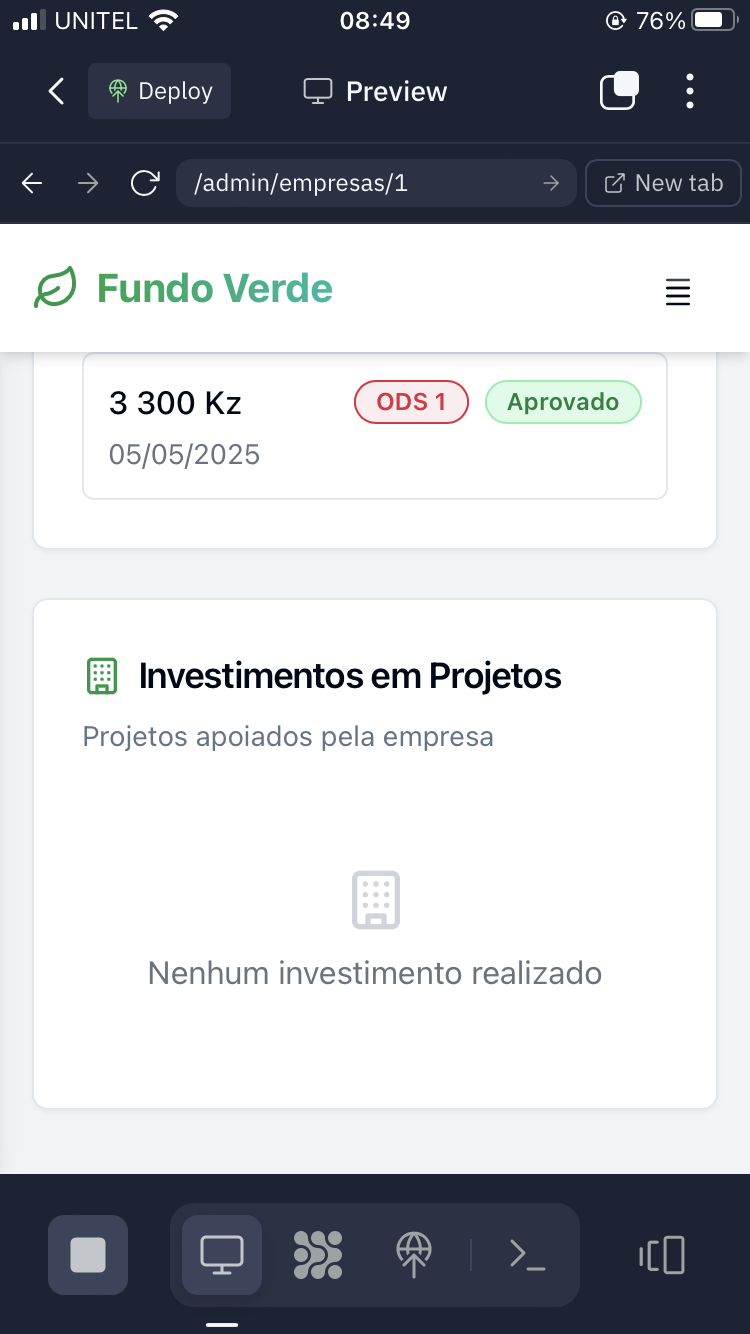 UNITEL 08:49 76%
Deploy Preview
/admin/empresas/1 New tab
Fundo Verde
3 300 Kz ODS 1 Aprovado
05/05/2025
Investimentos em Projetos
Projetos apoiados pela empresa
Nenhum investimento realizado